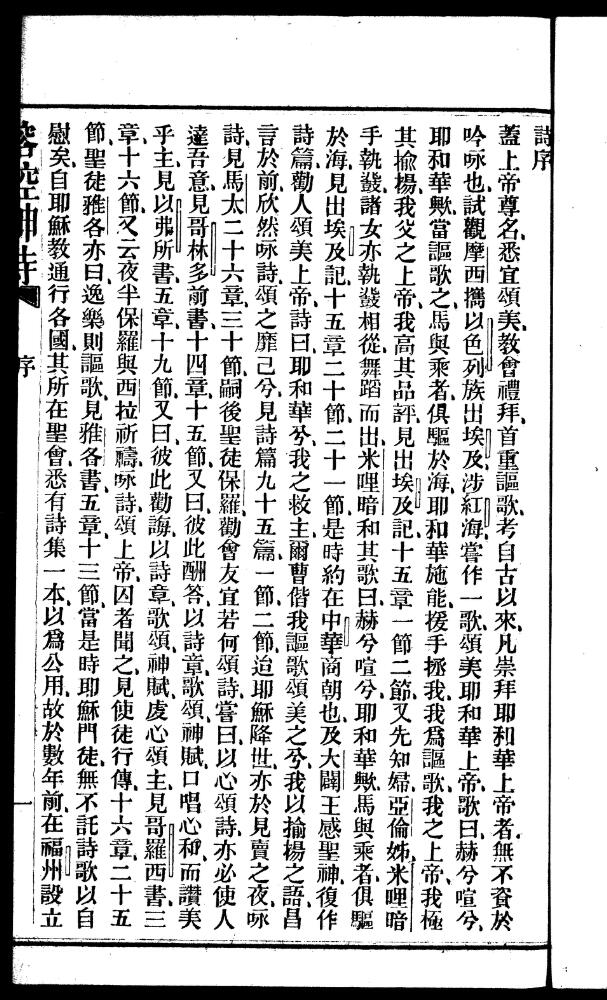 詩序
蓋上帝尊名、悉宜頌美、教會禮拜、首重謳歌、考自古以來、凡崇拜耶和華上帝者、無不資於
吟咏也、試觀摩西攜以色列族出埃及、涉紅海、嘗作一歌、頌美耶和華上帝、歌曰、赫兮喧兮、
耶和華歟、當謳歌之、馬與乘者、俱驅於海、耶和華施能、援手拯我、我爲謳歌、我之上帝、我極
其揄揚、我父之上帝、我高其品評、見出埃及記十五章一節二節、又先知婦亞倫姊米哩暗
手執鼗、諸女亦執鼗相從、舞蹈而出、米哩暗和其歌曰、赫兮喧兮、耶和華歟、馬與乘者、俱驅
於海、見出埃及記十五章二十節二十一節、是時約在中華商朝也、及大闢王感聖神、復作
詩篇、勸人頌美上帝、詩曰、耶和華兮、我之救主、爾曹偕我、謳歌頌美之兮、我以揄揚之語、昌
言於前、欣然咏詩、頌之靡已兮、見詩篇九十五篇一節二節、迨耶穌降世、亦於見賣之夜、咏
詩、見馬太二十六章三十節、嗣後聖徒保羅、勸會友宜若何頌詩、嘗曰、以心頌詩、亦必使人
達吾意、見哥林多前書十四章十五節、又曰、彼此酬答、以詩章歌頌神賦、口唱心和、而讚美
乎主、見以弗所書五章十九節、又曰、彼此勸誨、以詩章歌頌神賦、虔心頌主、見哥羅西書三
章十六節、又云、夜半保羅與西拉祈禱、咏詩頌上帝、囚者聞之、見使徒行傳十六章二十五
節、聖徒雅各亦曰、逸樂則謳歌、見雅各書五章十三節、當是時耶穌門徒、無不託詩歌以自
慰矣、自耶穌教通行各國、其所在聖會、悉有詩集一本、以爲公用、故於數年前、在福州設立
榕腔神詩 序 一